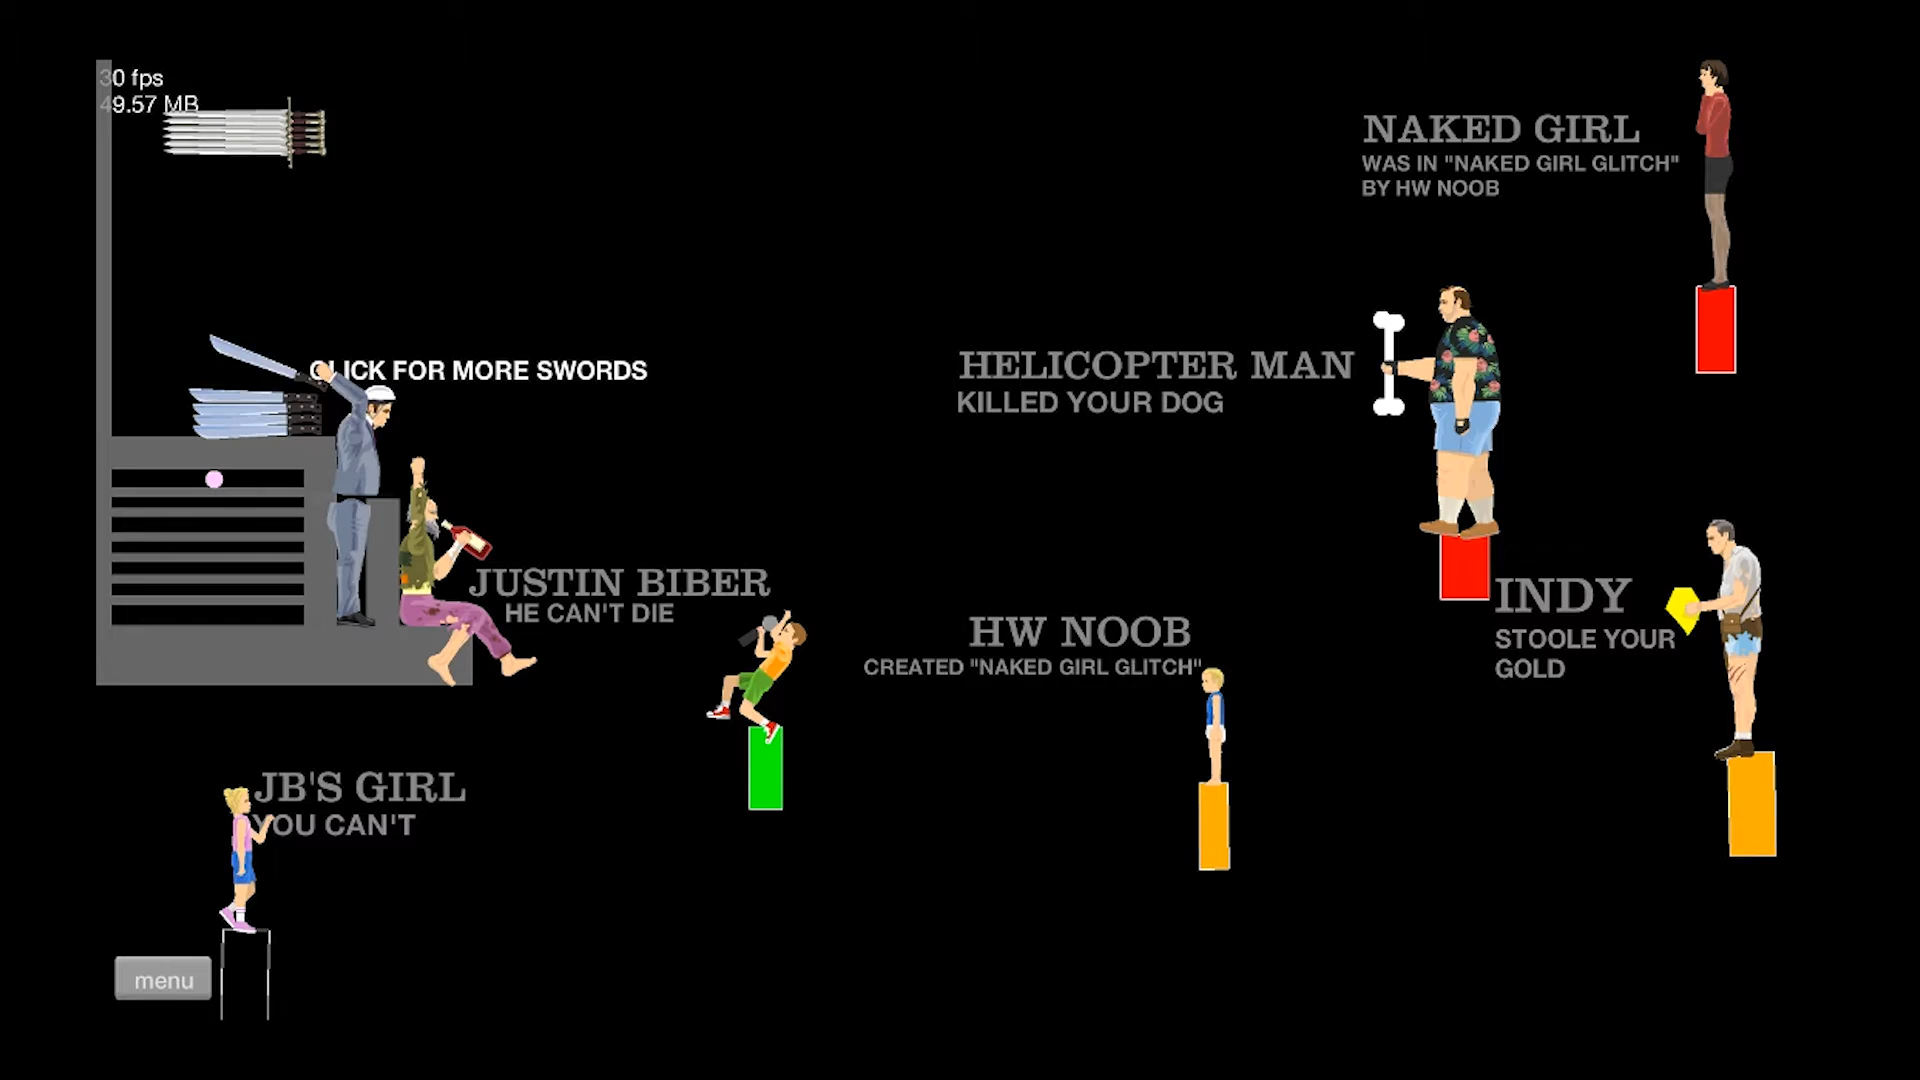 30 fps
49.57 MB
NAKED GIRL
WAS IN "NAKED GIRL GLITCH"
BY HW NOOB
CLICK FOR MORE SWORDS
HELICOPTER MAN
KILLED YOUR DOG
JUSTIN BIBER
HE CAN'T DIE
HW NOOB
CREATED "NAKED GIRL GLITCH"
INDY
STOOLE YOUR
GOLD
JB'S GIRL
YOU CAN'T
menu